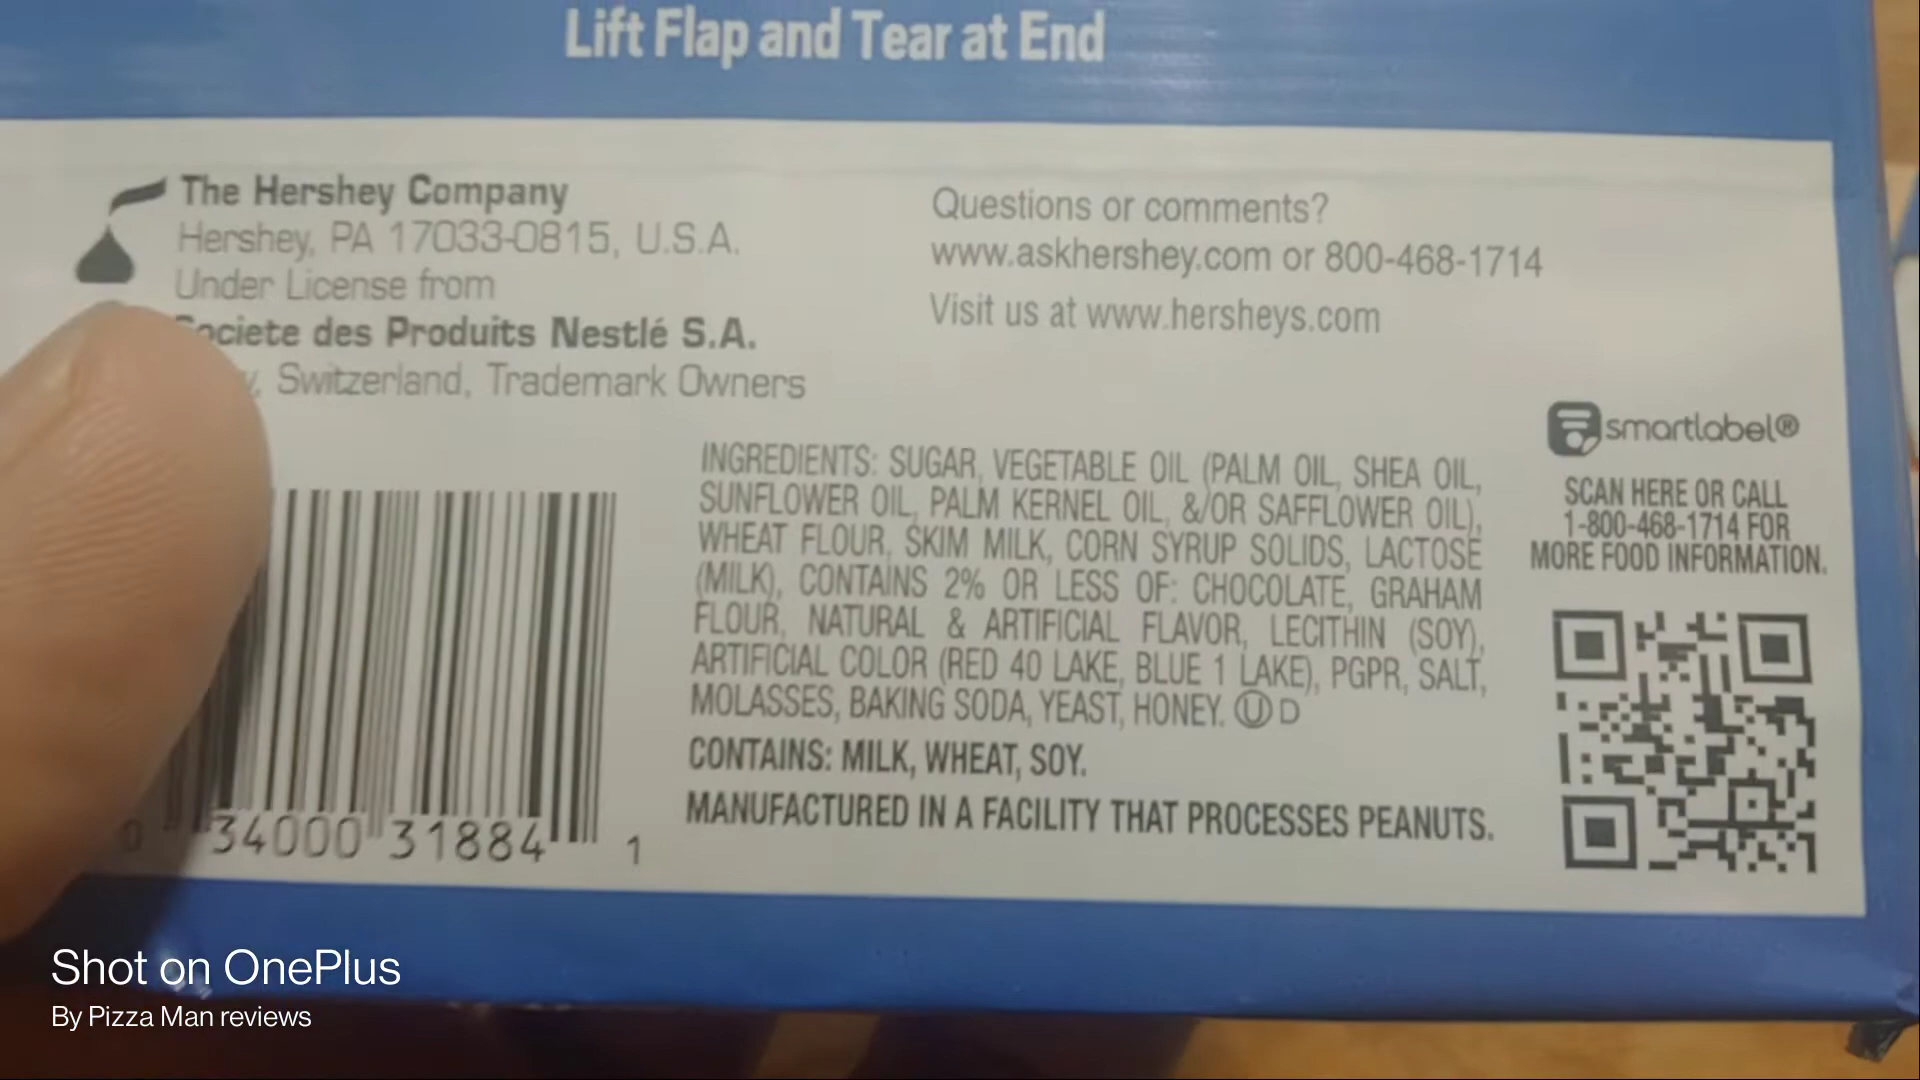 Lift Flap and Tear at End
The Hershey Company
Hershey, PA 17033-0815, U.S.A.
Under License from
Societe des Produits Nestlé S.A.
Switzerland, Trademark Owners
Questions or comments?
www.askhershey.com or 800-468-1714
Visit us at www.hersheys.com
INGREDIENTS: SUGAR, VEGETABLE OIL (PALM OIL, SHEA OIL,
SUNFLOWER OIL, PALM KERNEL OIL, &/OR SAFFLOWER OIL),
WHEAT FLOUR, SKIM MILK, CORN SYRUP SOLIDS, LACTOSE
(MILK), CONTAINS 2% OR LESS OF: CHOCOLATE, GRAHAM
FLOUR, NATURAL & ARTIFICIAL FLAVOR, LECITHIN (SOY),
ARTIFICIAL COLOR (RED 40 LAKE, BLUE 1 LAKE), PGPR, SALT,
MOLASSES, BAKING SODA, YEAST, HONEY. Ⓤ D
CONTAINS: MILK, WHEAT, SOY.
MANUFACTURED IN A FACILITY THAT PROCESSES PEANUTS.
smartlabel®
SCAN HERE OR CALL
1-800-468-1714 FOR
MORE FOOD INFORMATION.
0 34000 31884 1
Shot on OnePlus
By Pizza Man reviews